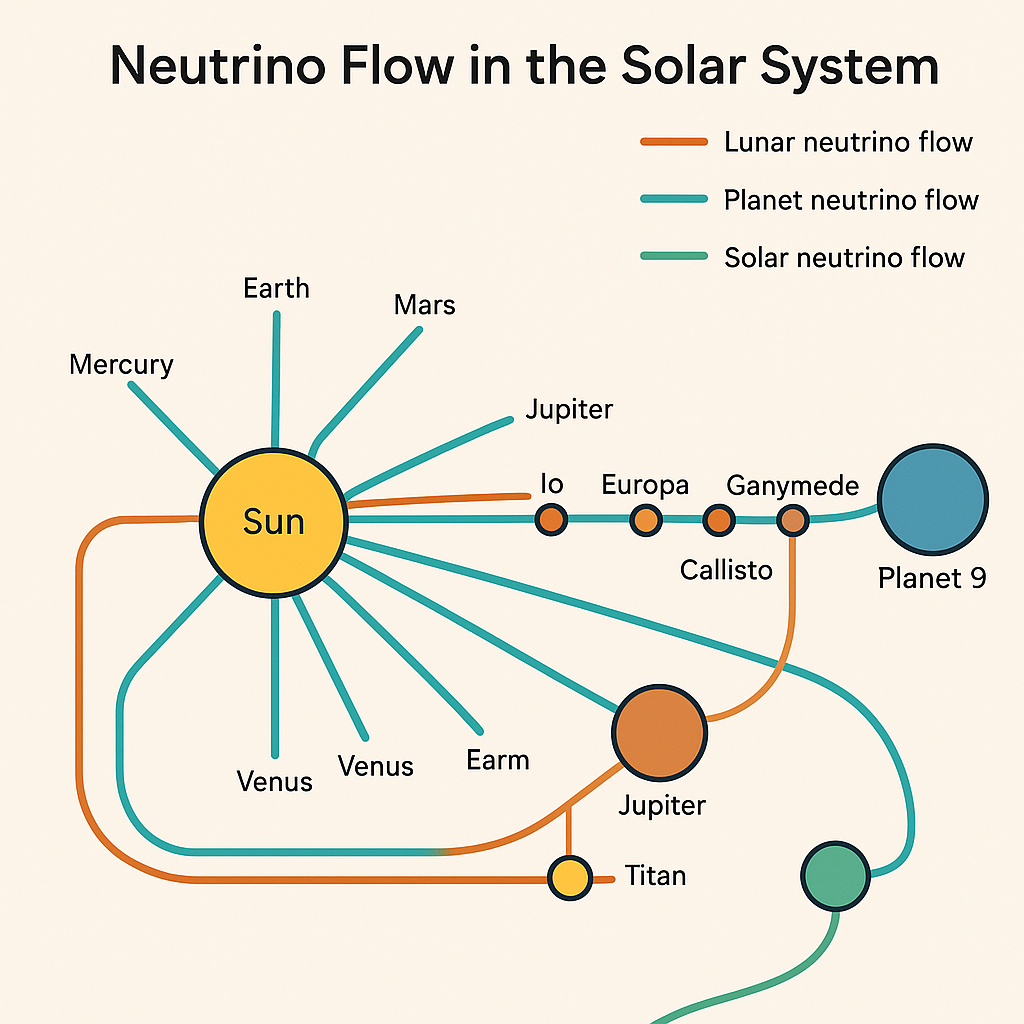 Neutrino Flow in the Solar System
Lunar neutrino flow
Planet neutrino flow
Solar neutrino flow
Earth
Mars
Mercury
Jupiter
Io
Europa
Ganymede
Sun
Callisto
Planet 9
Venus
Venus
Earm
Jupiter
Titan